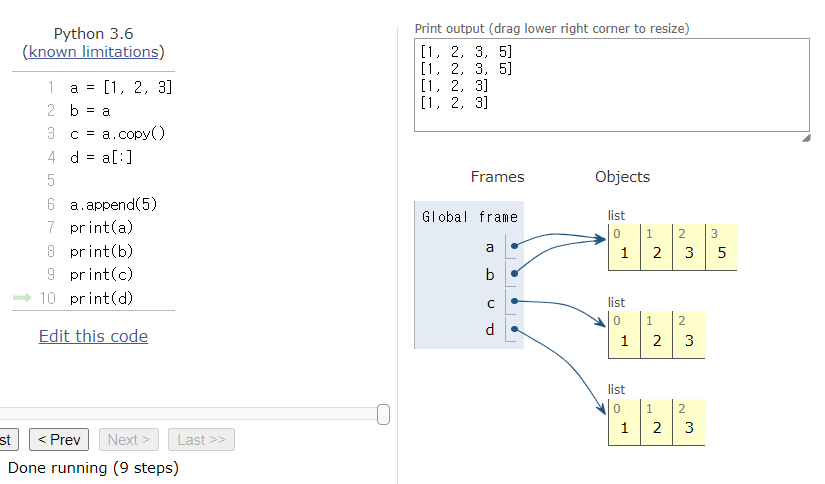 Python 3.6
(known limitations)
1 a = [1, 2, 3]
2 b = a
3 c = a.copy()
4 d = a[:]
5
6 a.append(5)
7 print(a)
8 print(b)
9 print(c)
10 print(d)
Edit this code
st
< Prev
Next >
Last >>
Done running (9 steps)
Print output (drag lower right corner to resize)
[1, 2, 3, 5]
[1, 2, 3, 5]
[1, 2, 3]
[1, 2, 3]
Frames Objects
Global frame
a
b
c
d
list
0 1 2 3
1 2 3 5
list
0 1 2
1 2 3
list
0 1 2
1 2 3